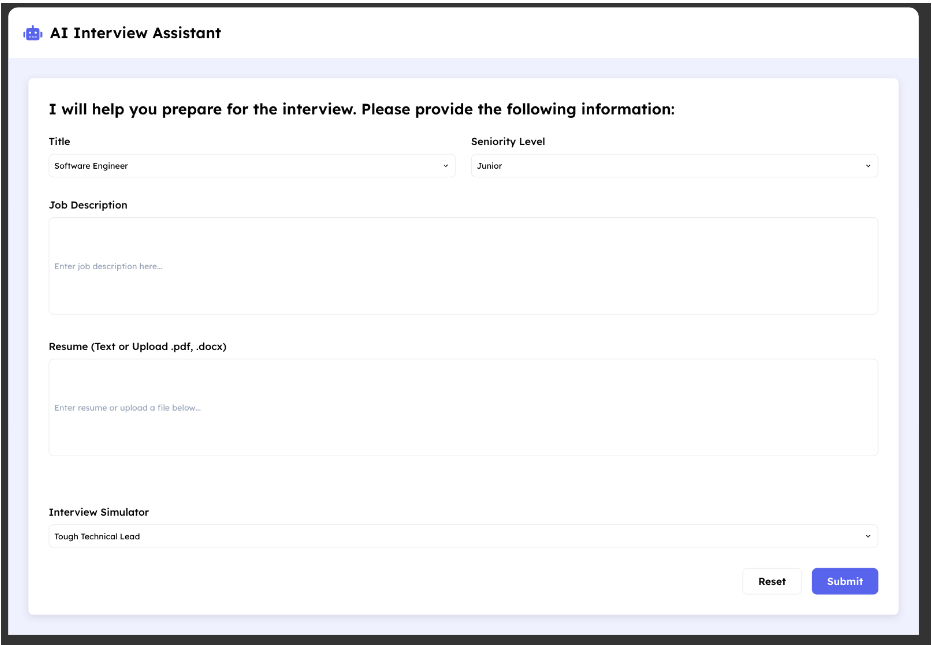 AI Interview Assistant
I will help you prepare for the interview. Please provide the following information:
Title
Seniority Level
Software Engineer
Junior
Job Description
Enter job description here...
Resume (Text or Upload .pdf, .docx)
Enter resume or upload a file below...
Interview Simulator
Tough Technical Lead
Reset
Submit